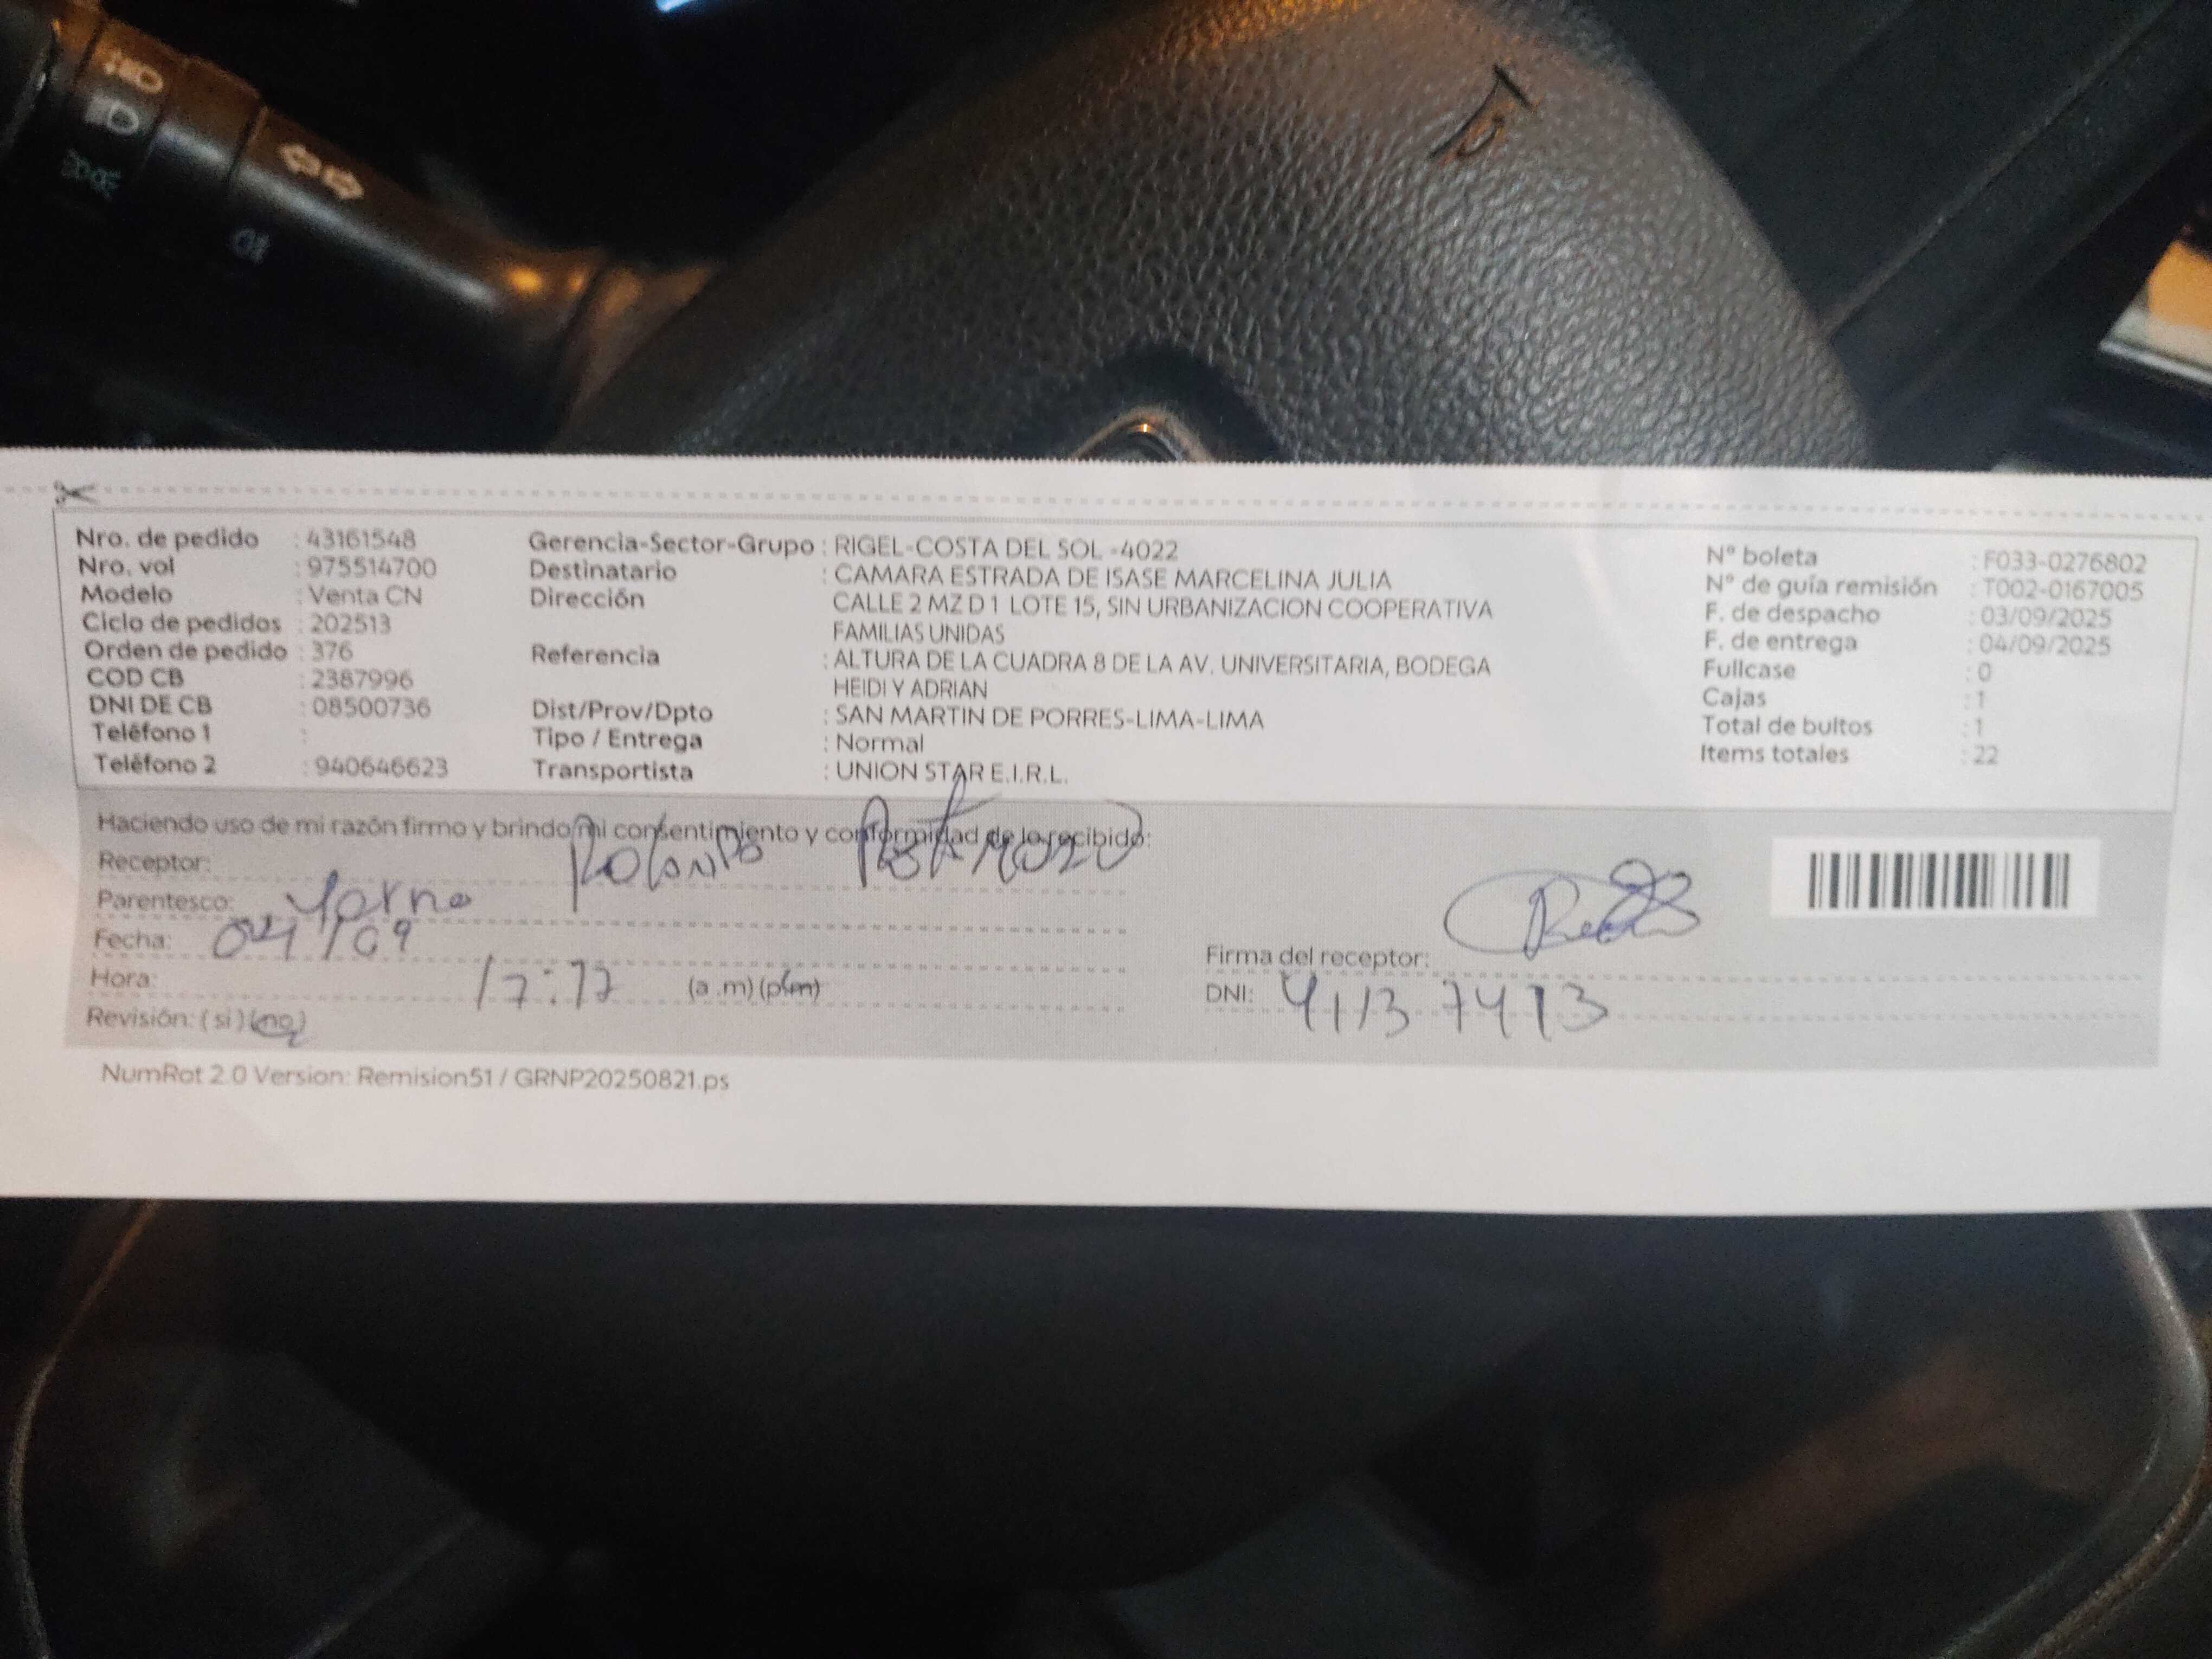 Nro. de pedido : 43161548
Nro. vol : 975514700
Modelo : Venta CN
Ciclo de pedidos : 202513
Orden de pedido : 376
COD CB : 2387996
DNI DE CB : 08500736
Teléfono 1 :
Teléfono 2 : 940646623
Gerencia-Sector-Grupo : RIGEL-COSTA DEL SOL -4022
Destinatario : CAMARA ESTRADA DE ISASE MARCELINA JULIA
Dirección : CALLE 2 MZ D 1 LOTE 15, SIN URBANIZACION COOPERATIVA
FAMILIAS UNIDAS
Referencia : ALTURA DE LA CUADRA 8 DE LA AV. UNIVERSITARIA, BODEGA
HEIDI Y ADRIAN
Dist/Prov/Dpto : SAN MARTIN DE PORRES-LIMA-LIMA
Tipo / Entrega : Normal
Transportista : UNION STAR E.I.R.L.
N° boleta : F033-0276802
N° de guía remisión : T002-0167005
F. de despacho : 03/09/2025
F. de entrega : 04/09/2025
Fullcase : 0
Cajas : 1
Total de bultos : 1
Items totales : 22
Haciendo uso de mi razón firmo y brindo mi consentimiento y conformidad de lo recibido:
Receptor: Rolando
Parentesco: Yerno
Fecha: 04/09
Hora: 17:17 (a.m) (p.m)
Revisión: (si) (no)
Firma del receptor:
DNI: 41137413
NumRot 2.0 Version: Remision51 / GRNP20250821.ps